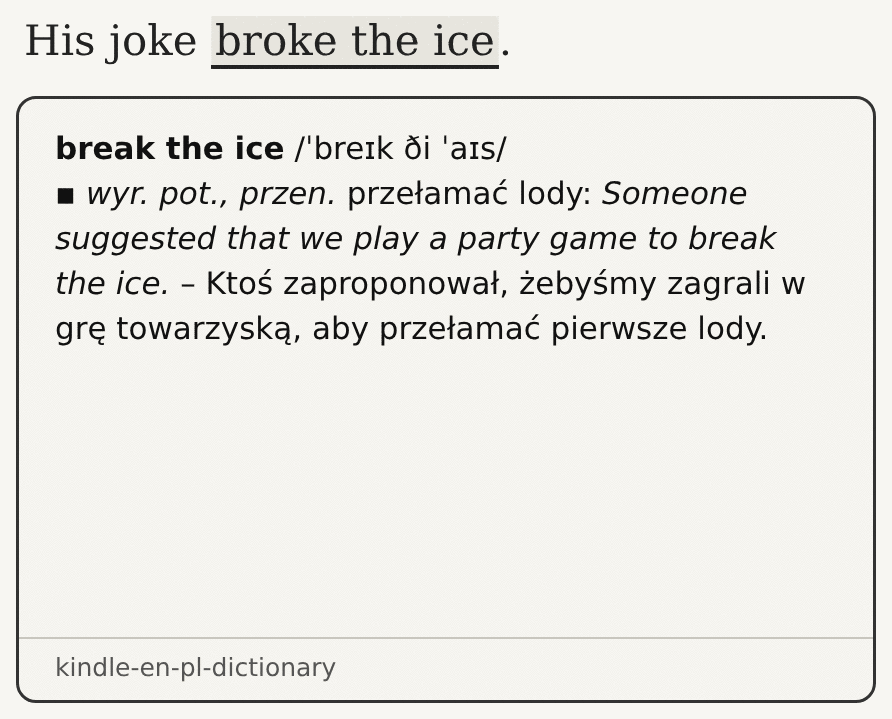 His joke broke the ice.
break the ice /ˈbreɪk ði ˈaɪs/
▪ wyr. pot., przen. przełamać lody: Someone
suggested that we play a party game to break
the ice. – Ktoś zaproponował, żebyśmy zagrali w
grę towarzyską, aby przełamać pierwsze lody.
kindle-en-pl-dictionary